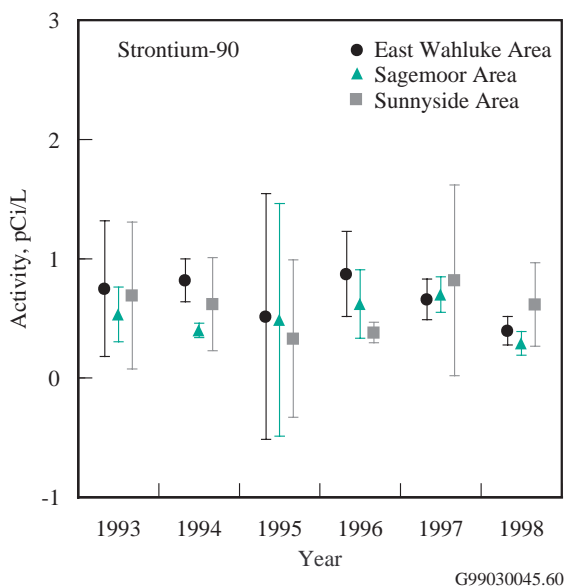 3
Strontium-90
East Wahluke Area
Sagemoor Area
Sunnyside Area
2
Activity, pCi/L
1
0
-1
1993 1994 1995 1996 1997 1998
Year
G99030045.60